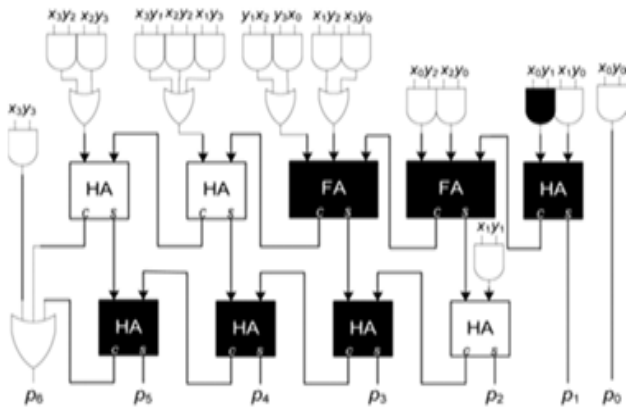 x₃y₂ x₂y₃ x₃y₁ x₂y₂ x₁y₃ y₁x₂ y₃x₀ x₁y₂ x₃y₀
x₀y₂ x₂y₀ x₀y₁ x₁y₀ x₀y₀
x₃y₃
HA HA FA FA HA
c s c s c s c s c s
x₁y₁
HA HA HA HA
c s c s c s c s
p₆ p₅ p₄ p₃ p₂ p₁ p₀